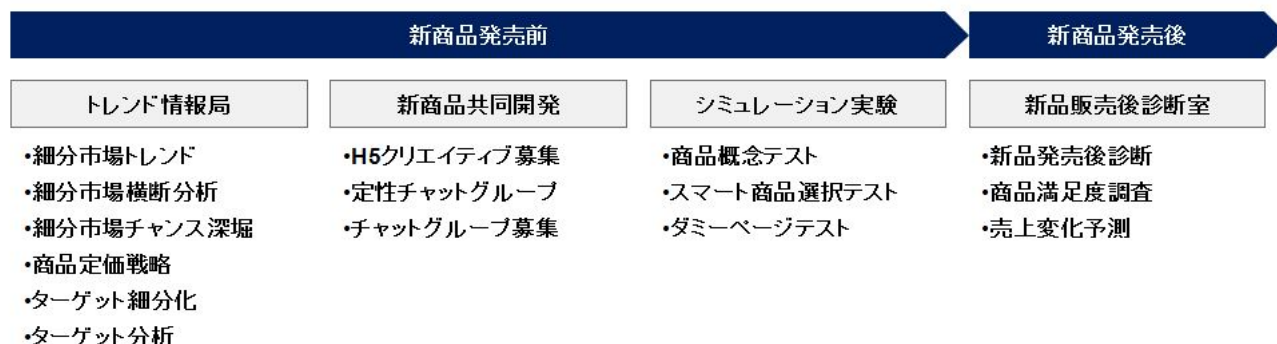 新商品発売前
新商品発売後
トレンド情報局
・細分市場トレンド
・細分市場横断分析
・細分市場チャンス深堀
・商品定価戦略
・ターゲット細分化
・ターゲット分析
新商品共同開発
・H5クリエイティブ募集
・定性チャットグループ
・チャットグループ募集
シミュレーション実験
・商品概念テスト
・スマート商品選択テスト
・ダミーページテスト
新品販売後診断室
・新品発売後診断
・商品満足度調査
・売上変化予測